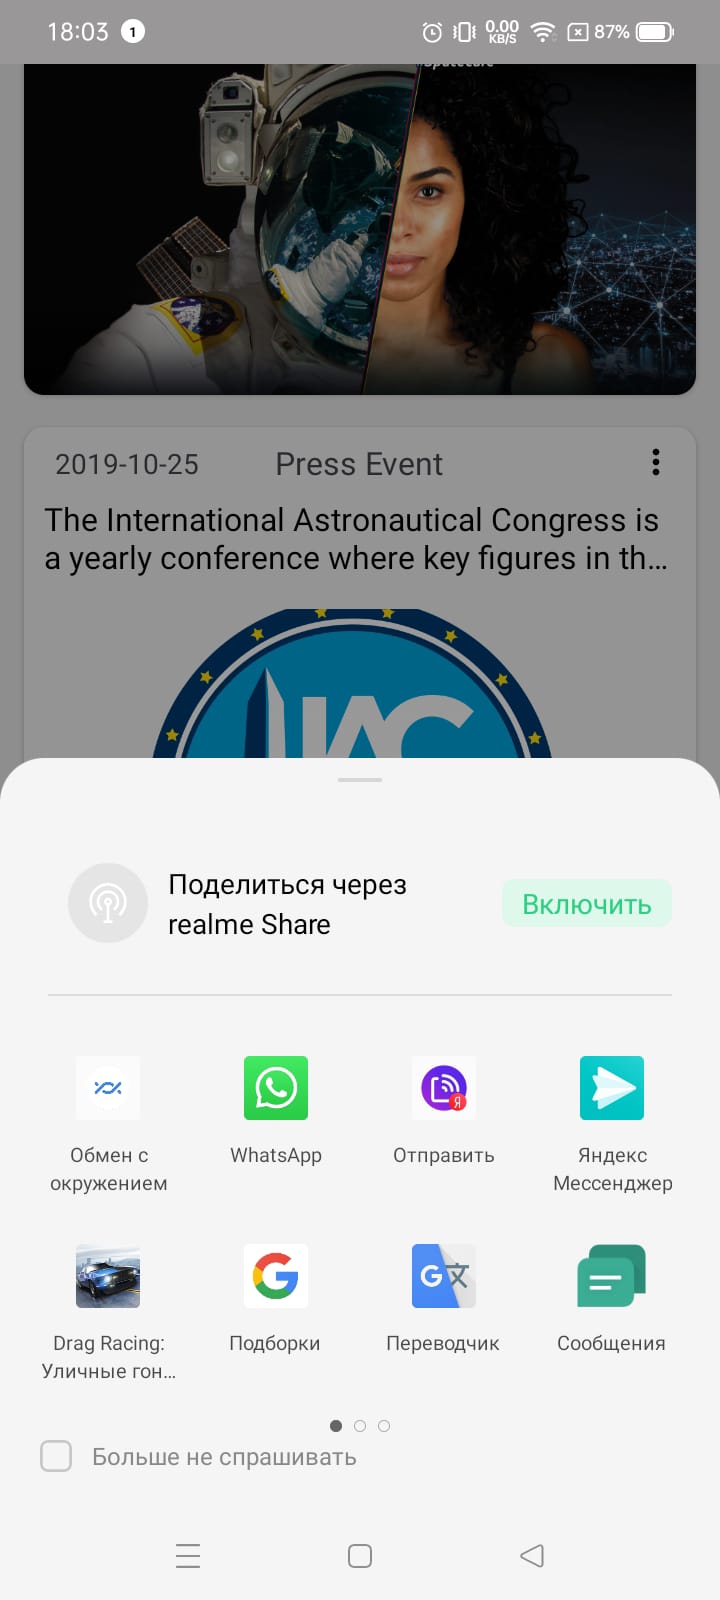 18:03 1 0.00 KB/S 87%
2019-10-25 Press Event
The International Astronautical Congress is
a yearly conference where key figures in th...
IAC
Поделиться через
realme Share
Включить
Обмен с
окружением
WhatsApp
Отправить
Яндекс
Мессенджер
Drag Racing:
Уличные гон...
Подборки
Переводчик
Сообщения
Больше не спрашивать